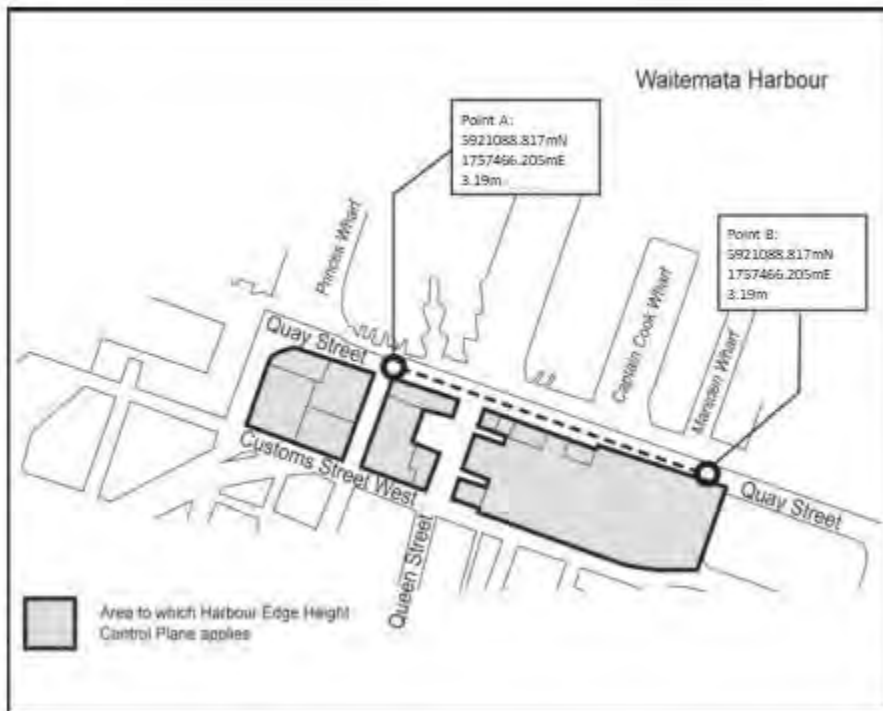 Waitemata Harbour
Point A:
5921088.817mN
1757466.205mE
3.19m
Point B:
5921088.817mN
1757466.205mE
3.19m
Princes Wharf
Captain Cook Wharf
Marsden Wharf
Quay Street
Customs Street West
Queen Street
Quay Street
Area to which Harbour Edge Height
Control Plane applies